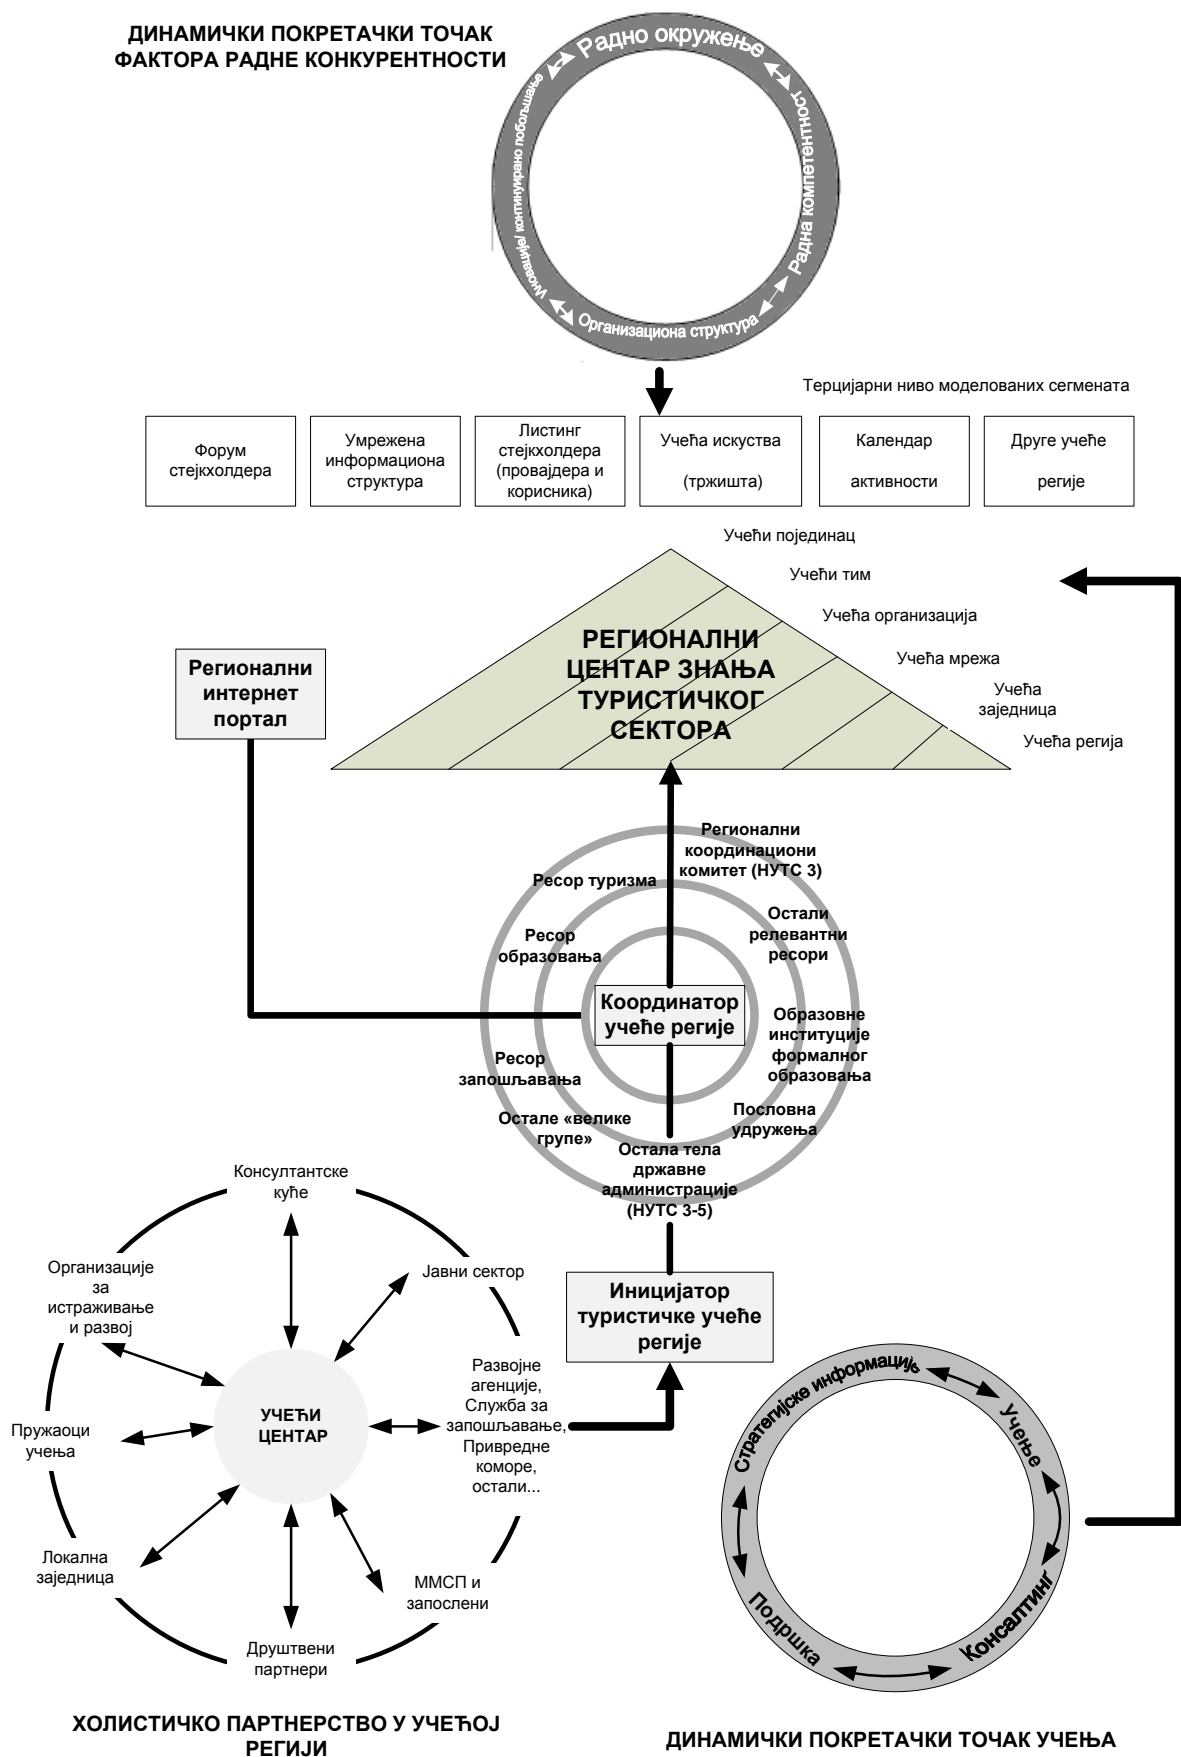 ДИНАМИЧКИ ПОКРЕТАЧКИ ТОЧАК
ФАКТОРА РАДНЕ КОНКУРЕНТНОСТИ
Радно окружење
Радна компетентност
Организациона структура
Иновације/ континуирано побољшање
Терцијарни ниво моделованих сегмената
Форум
стејкхолдера
Умрежена
информациона
структура
Листинг
стејкхолдера
(провајдера и
корисника)
Учећа искуства
(тржишта)
Календар
активности
Друге учеће
регије
Учећи појединац
Учећи тим
Учећа организација
Учећа мрежа
Учећа
заједница
Учећа регија
РЕГИОНАЛНИ
ЦЕНТАР ЗНАЊА
ТУРИСТИЧКОГ
СЕКТОРА
Регионални
интернет
портал
Регионални
координациони
комитет (НУТС 3)
Ресор туризма
Остали
релевантни
ресори
Ресор
образовања
Координатор
учеће регије
Образовне
институције
формалног
образовања
Ресор
запошљавања
Пословна
удружења
Остале «велике
групе»
Остала тела
државне
администрације
(НУТС 3-5)
Иницијатор
туристичке учеће
регије
Консултантске
куће
Јавни сектор
Организације
за
истраживање
и развој
Развојне
агенције,
Служба за
запошљавање,
Привредне
коморе,
остали...
УЧЕЋИ
ЦЕНТАР
Пружаоци
учења
Локална
заједница
ММСП и
запослени
Друштвени
партнери
Стратегијске информације
Учење
Консалтинг
Подршка
ХОЛИСТИЧКО ПАРТНЕРСТВО У УЧЕЋОЈ
РЕГИЈИ
ДИНАМИЧКИ ПОКРЕТАЧКИ ТОЧАК УЧЕЊА